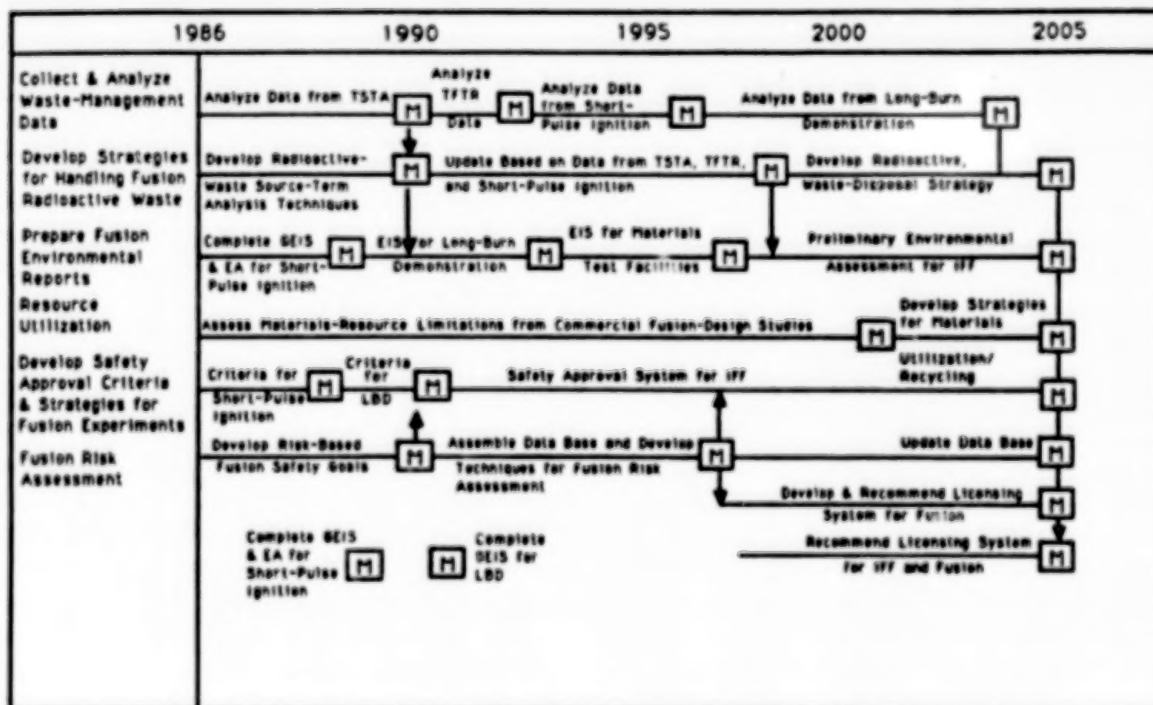 1986 1990 1995 2000 2005
Collect & Analyze
Waste-Management
Data
Analyze Data from TSTA
M
Analyze
TFTR
Data
M
Analyze Data
from Short-
Pulse Ignition
M
Analyze Data from Long-Burn
Demonstration
M
Develop Strategies
for Handling Fusion
Radioactive Waste
Develop Radioactive-
Waste Source-Term
Analysis Techniques
M
Update Based on Data from TSTA, TFTR,
and Short-Pulse Ignition
M
Develop Radioactive,
Waste-Disposal Strategy
M
Prepare Fusion
Environmental
Reports
Complete GEIS
& EA for Short-
Pulse Ignition
M
EIS for Long-Burn
Demonstration
M
EIS for Materials
Test Facilities
M
Preliminary Environmental
Assessment for IFF
M
Resource
Utilization
Assess Materials-Resource Limitations from Commercial Fusion-Design Studies
M
Develop Strategies
for Materials
Utilization/
Recycling
M
Develop Safety
Approval Criteria
& Strategies for
Fusion Experiments
Criteria for
Short-Pulse
Ignition
M
Criteria
for
LBD
M
Safety Approval System for IFF
M
Fusion Risk
Assessment
Develop Risk-Based
Fusion Safety Goals
M
Assemble Data Base and Develop
Techniques for Fusion Risk
Assessment
M
Update Data Base
M
Develop & Recommend Licensing
System for Fusion
M
Recommend Licensing System
for IFF and Fusion
M
Complete GEIS
& EA for
Short-Pulse
Ignition
M
M
Complete
for LBD